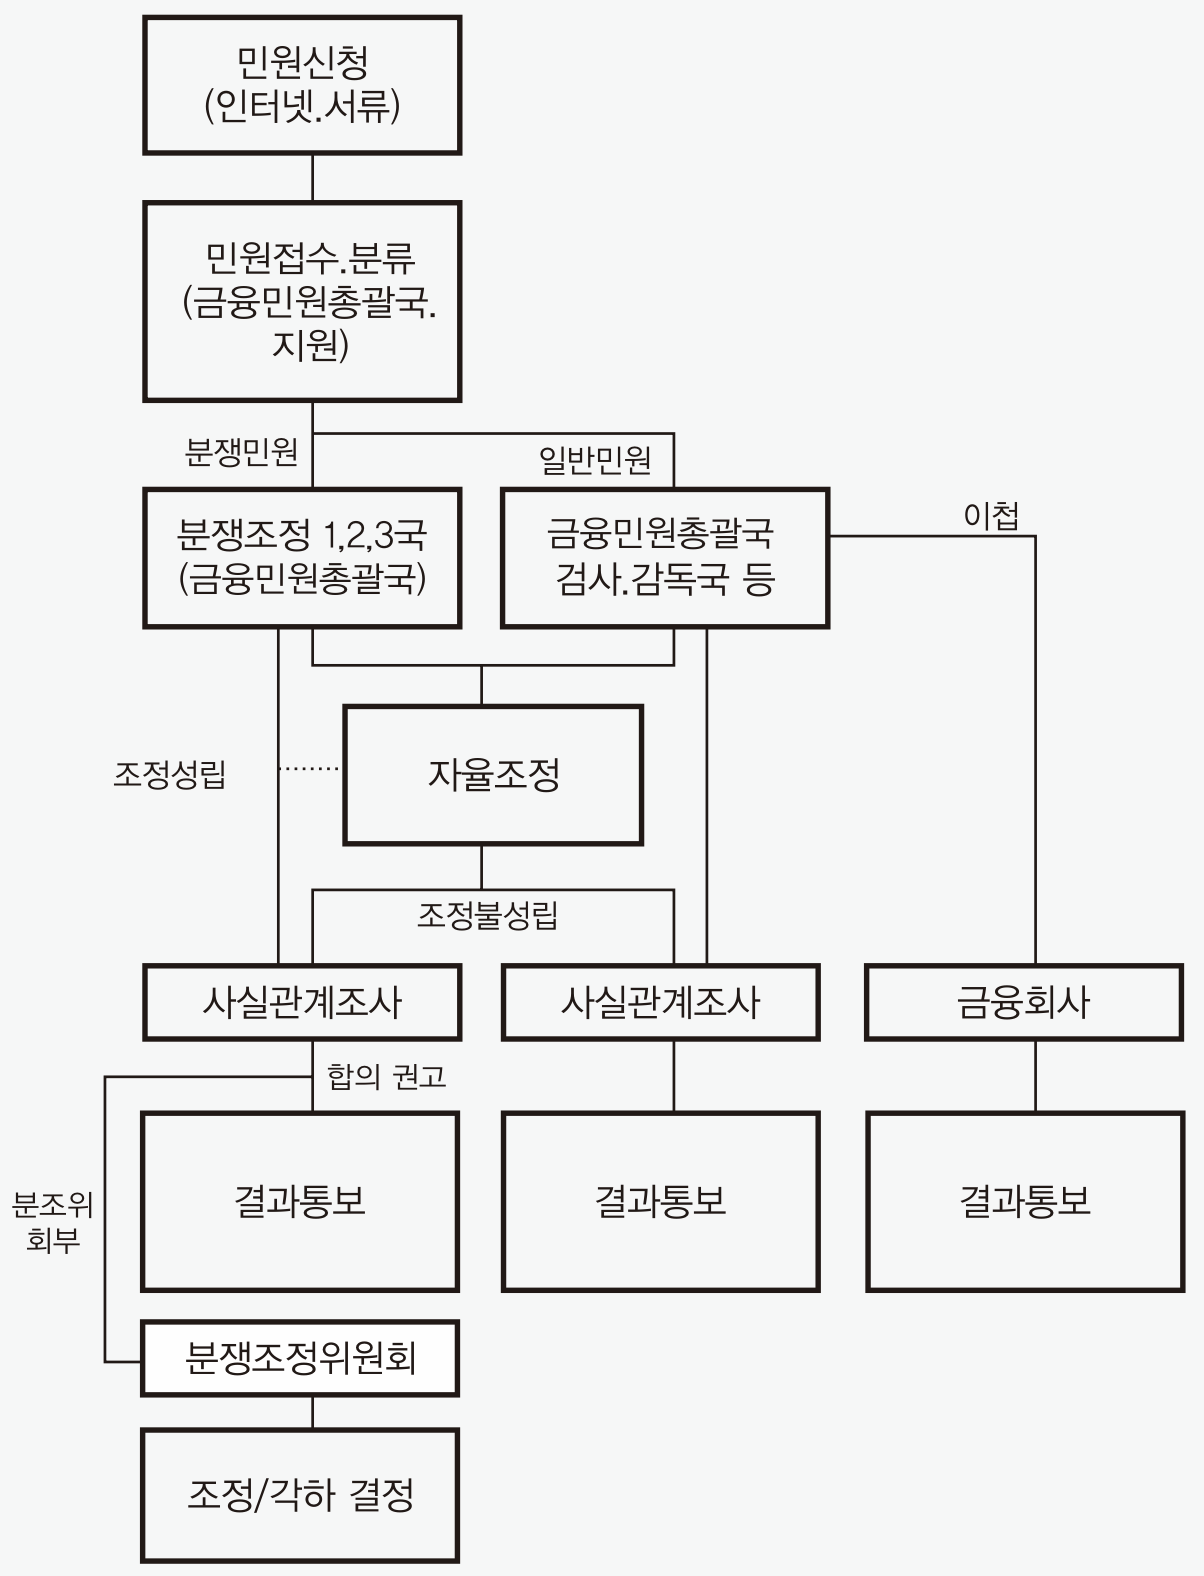 민원신청
(인터넷.서류)
민원접수.분류
(금융민원총괄국.
지원)
분쟁민원
일반민원
분쟁조정 1,2,3국
(금융민원총괄국)
금융민원총괄국
검사.감독국 등
이첩
자율조정
조정성립
조정불성립
사실관계조사
사실관계조사
금융회사
합의 권고
결과통보
결과통보
결과통보
분조위
회부
분쟁조정위원회
조정/각하 결정